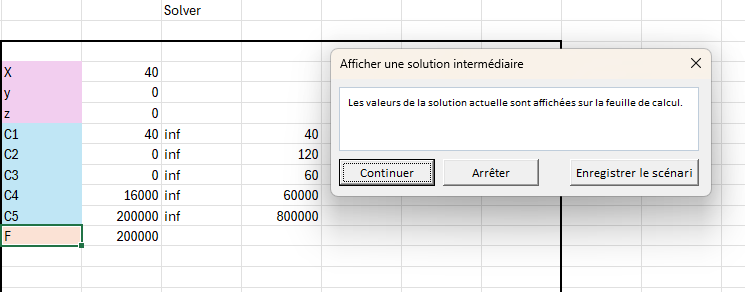 Solver
Afficher une solution intermédiaire
Les valeurs de la solution actuelle sont affichées sur la feuille de calcul.
Continuer Arrêter Enregistrer le scénari
X 40
y 0
z 0
C1 40 inf 40
C2 0 inf 120
C3 0 inf 60
C4 16000 inf 60000
C5 200000 inf 800000
F 200000